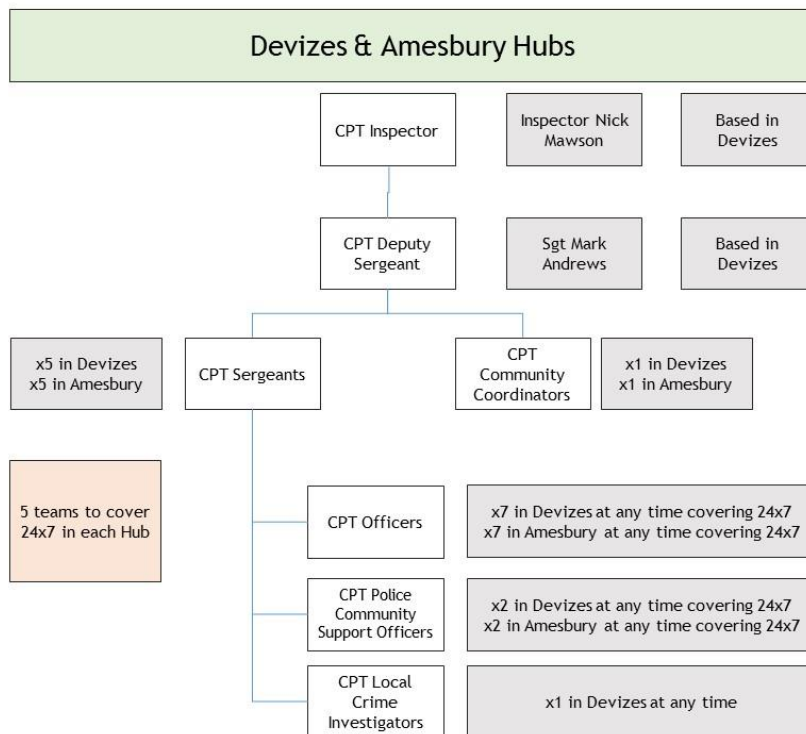 Devizes & Amesbury Hubs
CPT Inspector
Inspector Nick
Mawson
Based in
Devizes
CPT Deputy
Sergeant
Sgt Mark
Andrews
Based in
Devizes
x5 in Devizes
x5 in Amesbury
CPT Sergeants
CPT
Community
Coordinators
x1 in Devizes
x1 in Amesbury
5 teams to cover
24x7 in each Hub
CPT Officers
x7 in Devizes at any time covering 24x7
x7 in Amesbury at any time covering 24x7
CPT Police
Community
Support Officers
x2 in Devizes at any time covering 24x7
x2 in Amesbury at any time covering 24x7
CPT Local
Crime
Investigators
x1 in Devizes at any time